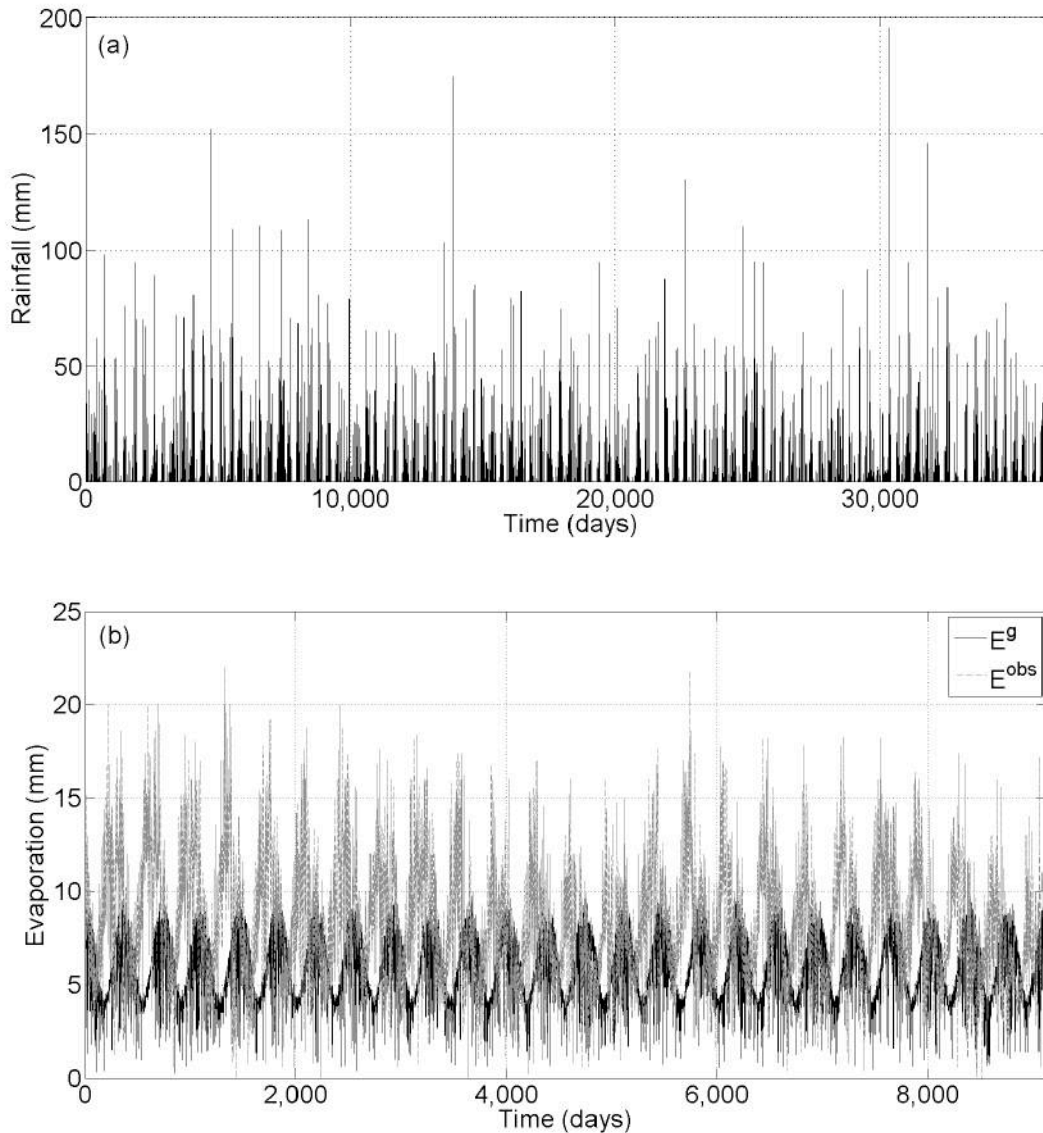 200
(a)
150
100
50
0
Rainfall (mm)
0 10,000 20,000 30,000
Time (days)
25
(b)
20
15
10
5
0
Evaporation (mm)
E^g
E^obs
0 2,000 4,000 6,000 8,000
Time (days)